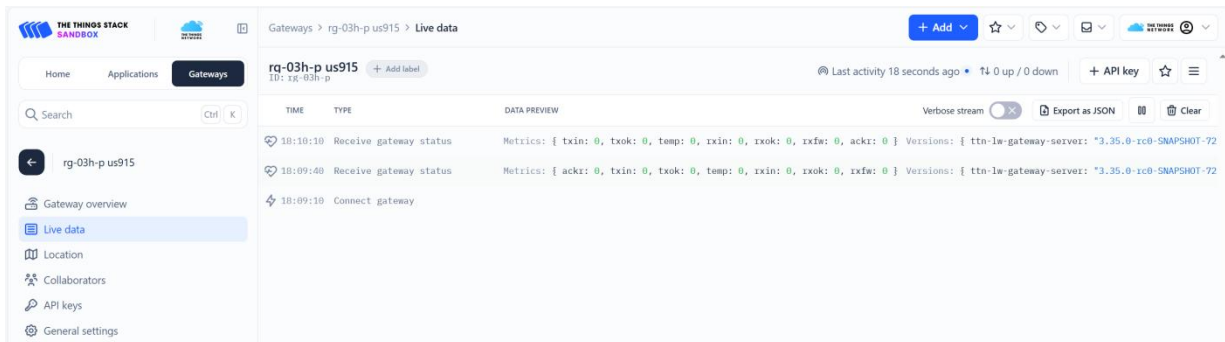 THE THINGS STACK
SANDBOX
THE THINGS
NETWORK
Gateways > rg-03h-p us915 > Live data
+ Add
THE THINGS
NETWORK
Home
Applications
Gateways
rg-03h-p us915
+ Add label
ID: rg-03h-p
Last activity 18 seconds ago
0 up / 0 down
+ API key
Search
Ctrl K
TIME
TYPE
DATA PREVIEW
Verbose stream
Export as JSON
Clear
18:10:10 Receive gateway status Metrics: { txin: 0, txok: 0, temp: 0, rxin: 0, rxok: 0, rxfw: 0, ackr: 0 } Versions: { ttn-lw-gateway-server: "3.35.0-rc0-SNAPSHOT-72
18:09:40 Receive gateway status Metrics: { ackr: 0, txin: 0, txok: 0, temp: 0, rxin: 0, rxok: 0, rxfw: 0 } Versions: { ttn-lw-gateway-server: "3.35.0-rc0-SNAPSHOT-72
18:09:10 Connect gateway
rg-03h-p us915
Gateway overview
Live data
Location
Collaborators
API keys
General settings